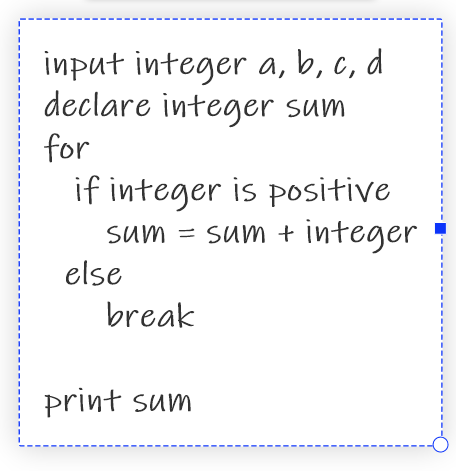 input integer a, b, c, d
declare integer sum
for
if integer is positive
sum = sum + integer
else
break
print sum